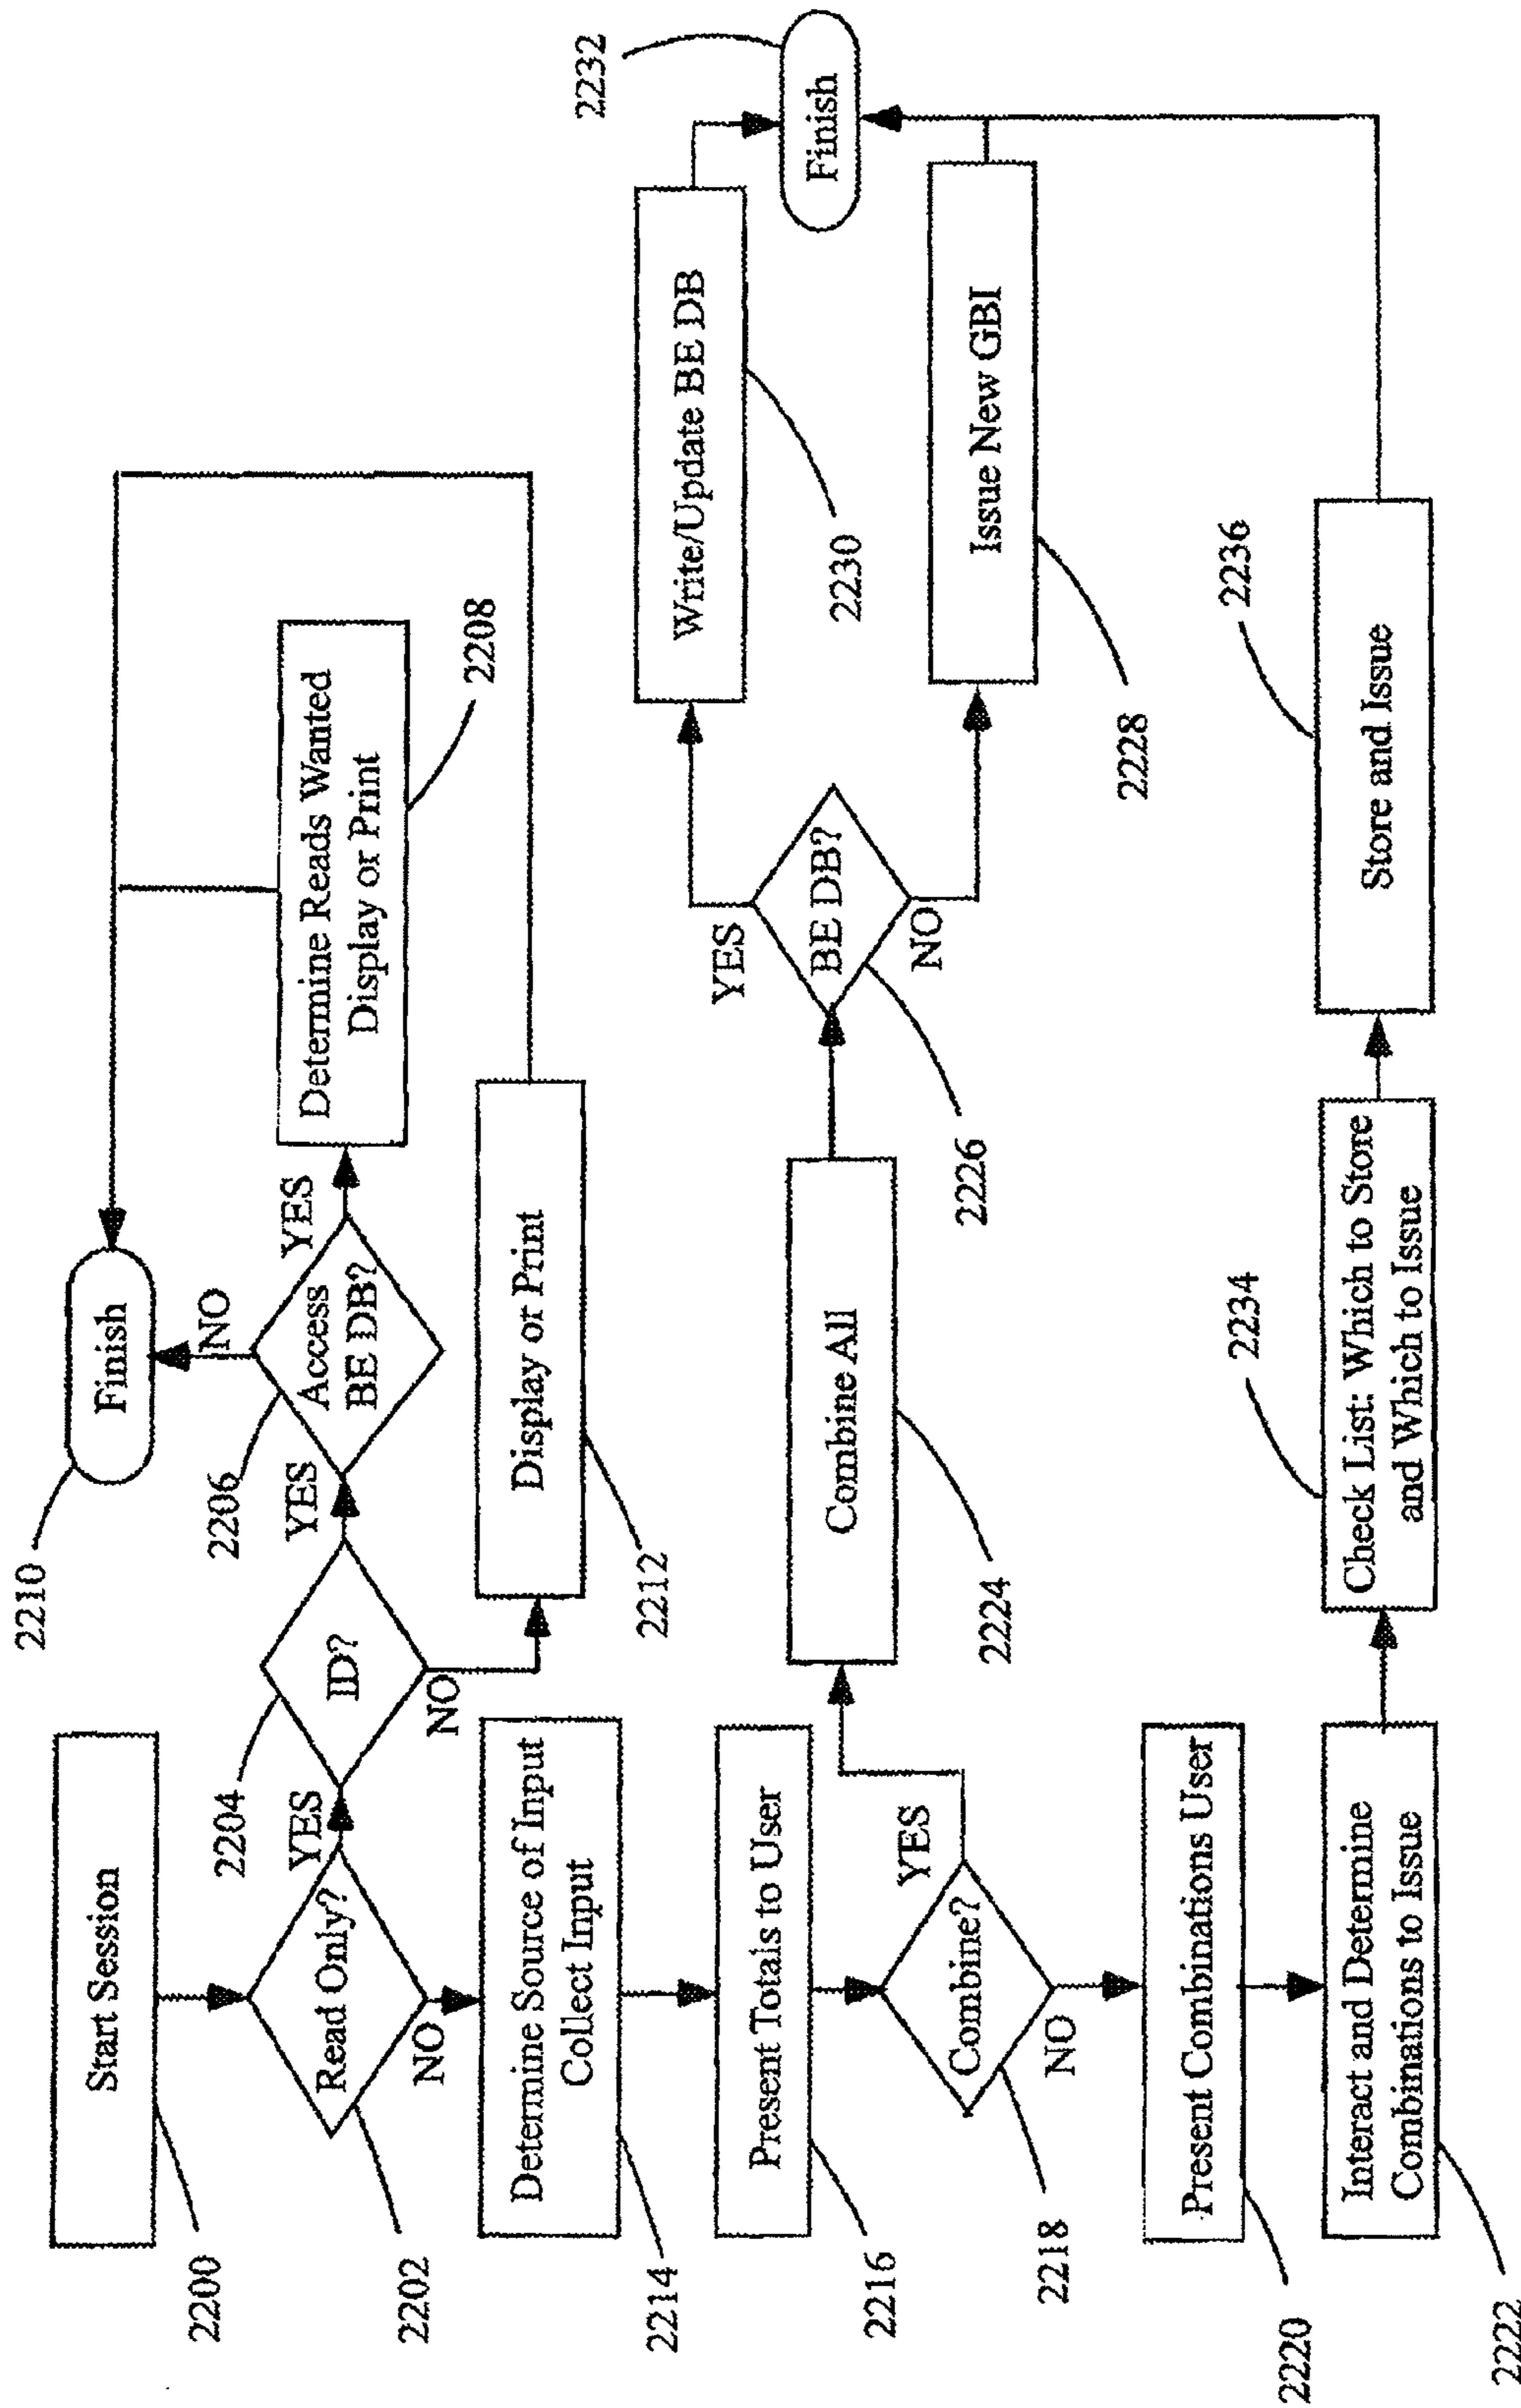 2200
Start Session
2202
Read Only?
YES
NO
2204
ID?
YES
NO
2206
Access
BE DB?
YES
NO
2208
Determine Reads Wanted
Display or Print
2210
Finish
2212
Display or Print
2214
Determine Source of Input
Collect Input
2216
Present Totals to User
2218
Combine?
YES
NO
2224
Combine All
2226
BE DB?
YES
NO
2230
Write/Update BE DB
2228
Issue New GBI
2232
Finish
2220
Present Combinations User
2222
Interact and Determine
Combinations to Issue
2234
Check List: Which to Store
and Which to Issue
2236
Store and Issue